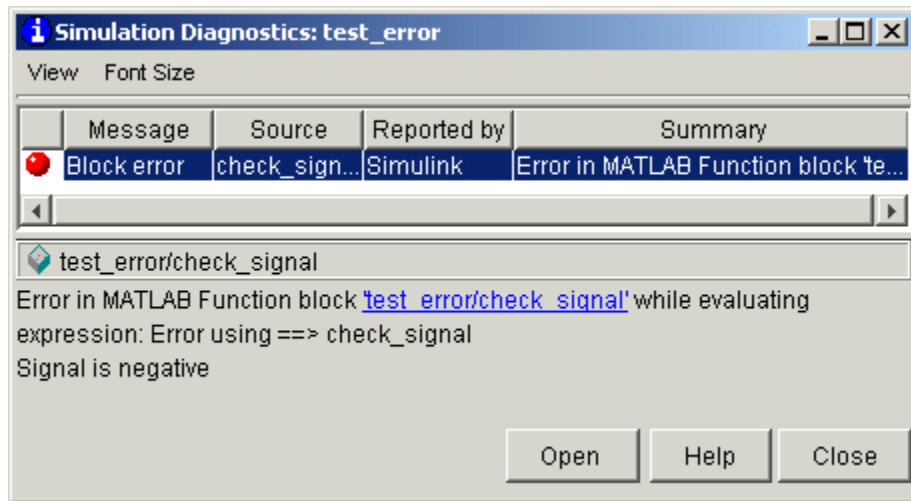 Simulation Diagnostics: test_error
View Font Size
Message Source Reported by Summary
Block error check_sign... Simulink Error in MATLAB Function block 'te...
test_error/check_signal
Error in MATLAB Function block 'test_error/check_signal' while evaluating
expression: Error using ==> check_signal
Signal is negative
Open Help Close